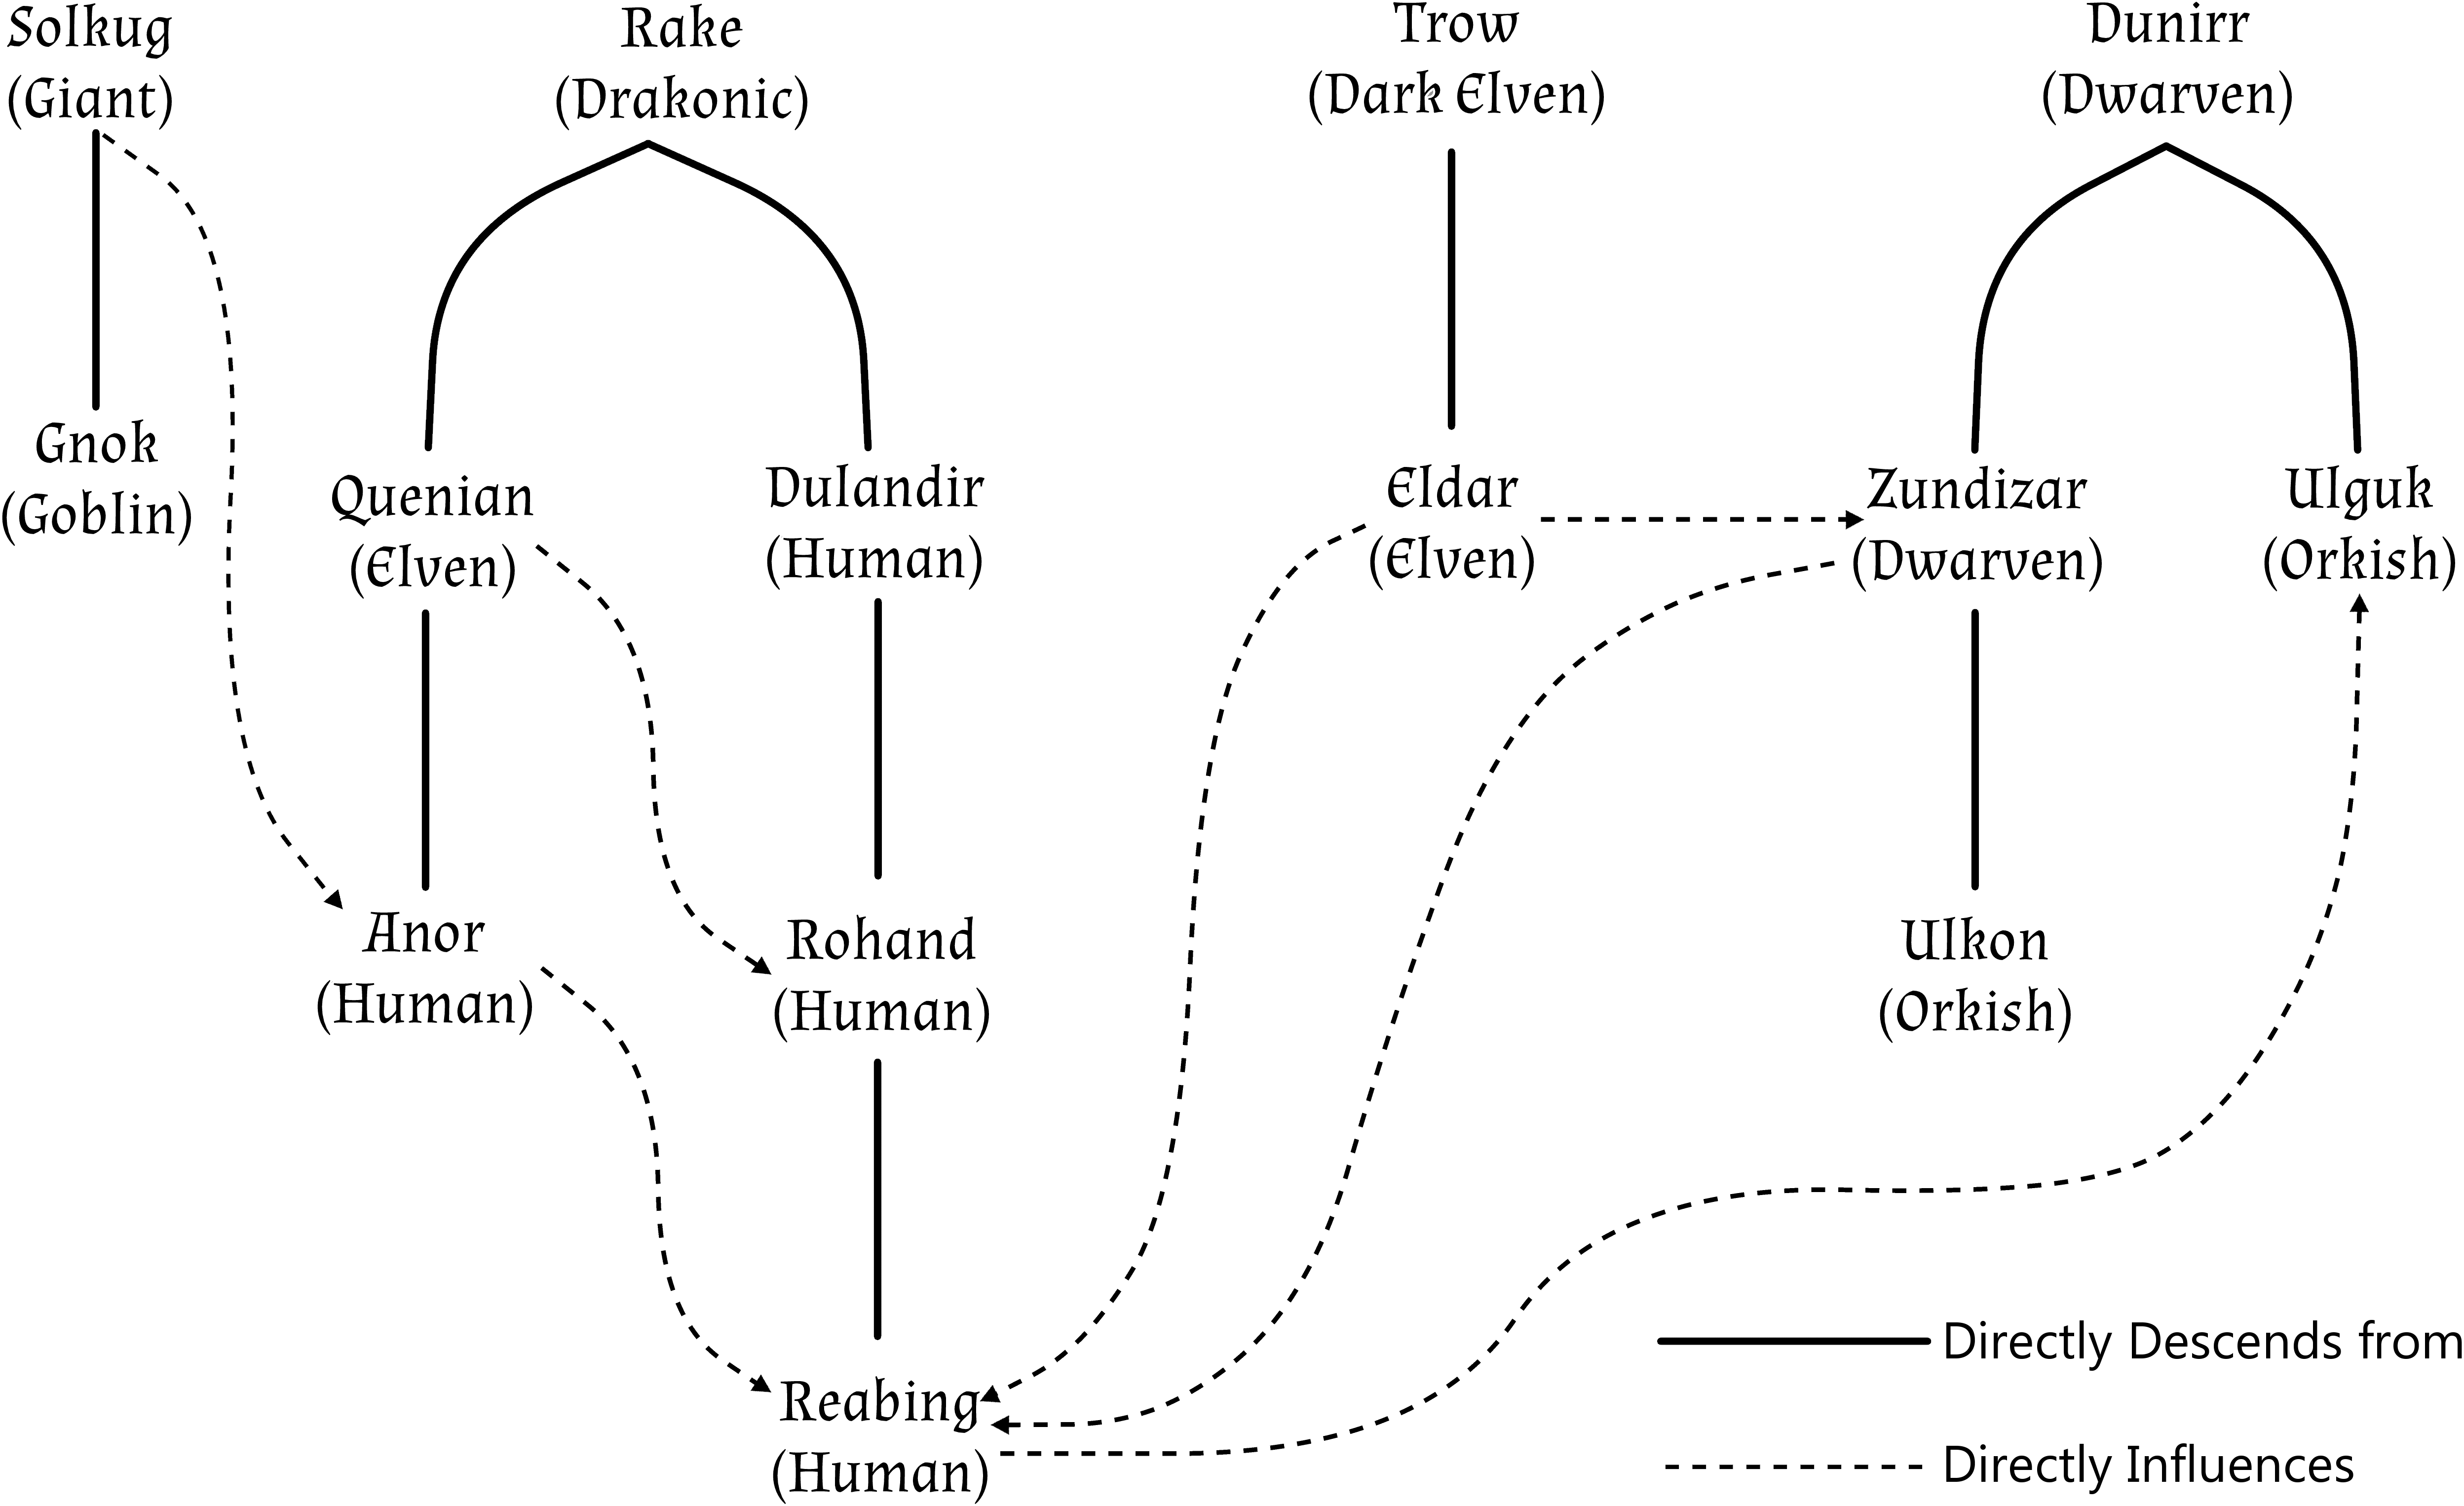 Solkug
(Giant)
Rake
(Drakonic)
Trow
(Dark Elven)
Dunirr
(Dwarven)
Gnok
(Goblin)
Quenian
(Elven)
Dulandir
(Human)
Eldar
(Elven)
Zundizar
(Dwarven)
Ulguk
(Orkish)
Anor
(Human)
Rohand
(Human)
Ulkon
(Orkish)
Reabing
(Human)
Directly Descends from
Directly Influences